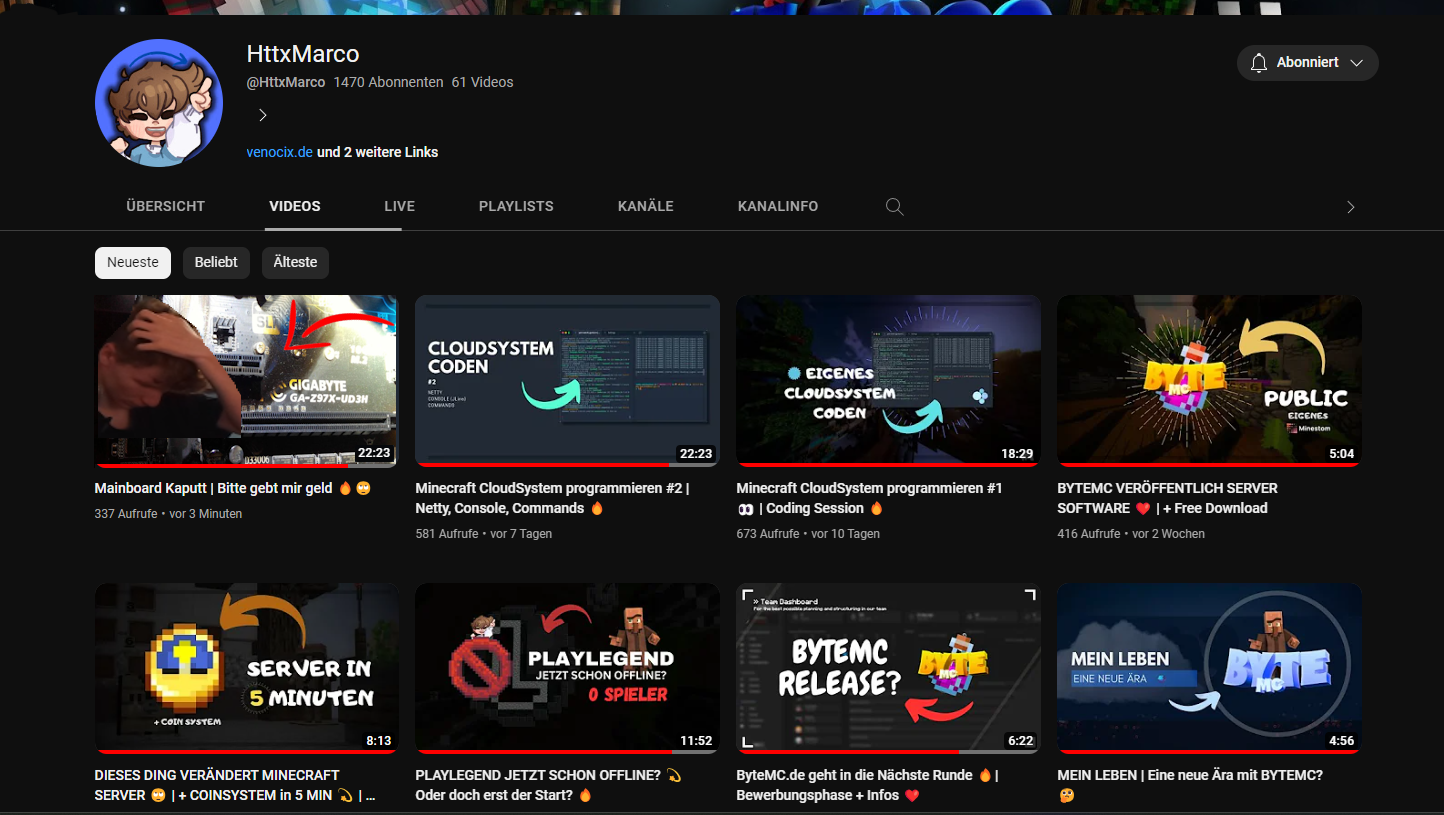 HttxMarco
@HttxMarco 1470 Abonnenten 61 Videos
Abonniert
venocix.de und 2 weitere Links
ÜBERSICHT VIDEOS LIVE PLAYLISTS KANÄLE KANALINFO
Neueste Beliebt Älteste
GIGABYTE
GA-Z97X-UD3H
22:23
CLOUDSYSTEM
CODEN
#2
NETTY
CONSOLE (JLine)
COMMANDS
22:23
EIGENES
CLOUDSYSTEM
CODEN
18:29
BYTE
MC
PUBLIC
EIGENES
Minestom
5:04
Mainboard Kaputt | Bitte gebt mir geld 🔥🙄
337 Aufrufe • vor 3 Minuten
Minecraft CloudSystem programmieren #2 |
Netty, Console, Commands 🔥
581 Aufrufe • vor 7 Tagen
Minecraft CloudSystem programmieren #1
👀 | Coding Session 🔥
673 Aufrufe • vor 10 Tagen
BYTEMC VERÖFFENTLICH SERVER
SOFTWARE ❤️ | + Free Download
416 Aufrufe • vor 2 Wochen
SERVER IN
5 MINUTEN
+ COIN SYSTEM
8:13
PLAYLEGEND
JETZT SCHON OFFLINE?
0 SPIELER
11:52
» Team Dashboard
For the best possible planning and structuring in our team
BYTEMC
RELEASE?
BYTE
MC
6:22
MEIN LEBEN
EINE NEUE ÄRA
BYTE
MC
4:56
DIESES DING VERÄNDERT MINECRAFT
SERVER 🙄 | + COINSYSTEM in 5 MIN 💫 | ...
PLAYLEGEND JETZT SCHON OFFLINE? 💫
Oder doch erst der Start? 🔥
ByteMC.de geht in die Nächste Runde 🔥 |
Bewerbungsphase + Infos ❤️
MEIN LEBEN | Eine neue Ära mit BYTEMC?
🤔